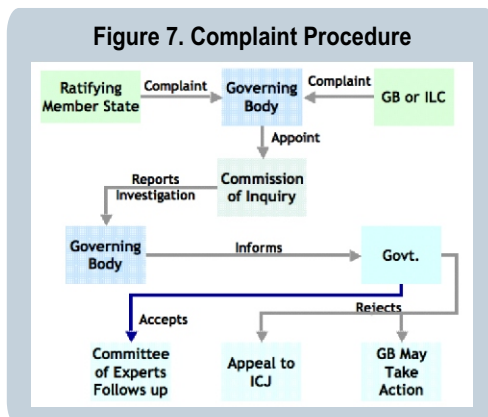 Figure 7. Complaint Procedure
Ratifying
Member State
Complaint
Governing
Body
Complaint
GB or ILC
Appoint
Commission
of Inquiry
Reports
Investigation
Governing
Body
Informs
Govt.
Accepts
Rejects
Committee
of Experts
Follows up
Appeal to
ICJ
GB May
Take
Action